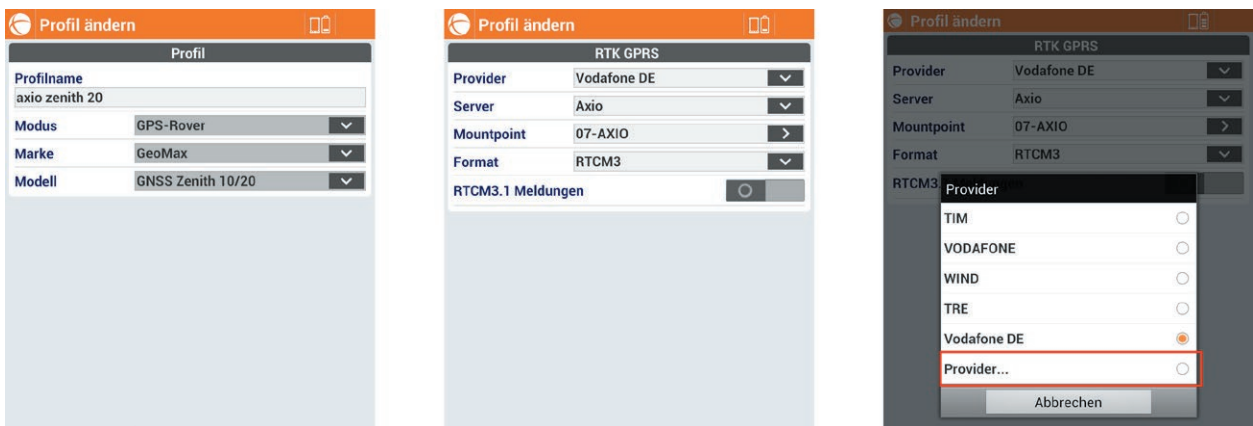 Profil ändern
Profil
Profilname
axio zenith 20
Modus GPS-Rover
Marke GeoMax
Modell GNSS Zenith 10/20
Profil ändern
RTK GPRS
Provider Vodafone DE
Server Axio
Mountpoint 07-AXIO
Format RTCM3
RTCM3.1 Meldungen
Profil ändern
RTK GPRS
Provider Vodafone DE
Server Axio
Mountpoint 07-AXIO
Format RTCM3
Provider
TIM
VODAFONE
WIND
TRE
Vodafone DE
Provider...
Abbrechen